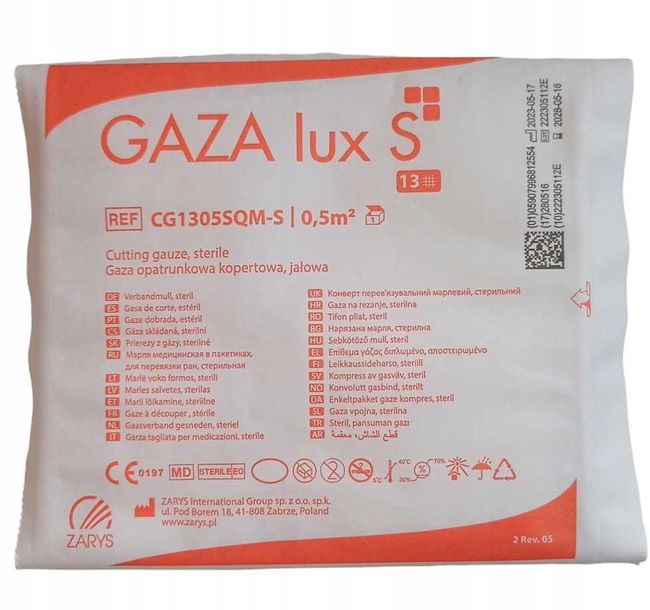 GAZA lux S
13
REF CG1305SQM-S | 0,5m² 1
Cutting gauze, sterile
Gaza opatrunkowa kopertowa, jałowa
DE Verbandmull, steril
ES Gasa de corte, estéril
PT Gaze dobrada, estéril
CS Gáza skládaná, sterilní
SK Prierezy z gázy, sterilné
RU Марля медицинская в пакетиках,
для перевязки ран, стерильная
LT Marlė voko formos, sterili
LV Marles salvetes, sterilas
ET Marli lõikamine, steriilne
FR Gaze à découper, stérile
NL Gaasverband gesneden, steriel
IT Garza tagliata per medicazioni, sterile
UK Конверт перев'язувальний марлевий, стерильний
HR Gaza na rezanje, sterilna
RO Tifon pliat, steril
BG Нарязана марля, стерилна
HU Sebkötöző mull, steril
EL Επίθεμα γάζας διπλωμένο, αποστειρωμένο
FI Leikkaussideharso, steriili
SV Kompress av gasväv, steril
NO Konvolutt gasbind, sterilt
DA Enkeltpakket gaze kompres, steril
SL Gaza vpojna, sterilna
TR Steril, pansuman gazı
AR قطع الشاش، معقمة
CE 0197 MD STERILE EO 2 5°C 40°C 30% 70%
ZARYS International Group sp. z o.o. sp.k.
ul. Pod Borem 18, 41-808 Zabrze, Poland
www.zarys.pl
ZARYS
2 Rev. 05
2023-05-17
LOT 222305112E
2028-05-16
(01)05907996812554
(17)280516
(10)222305112E